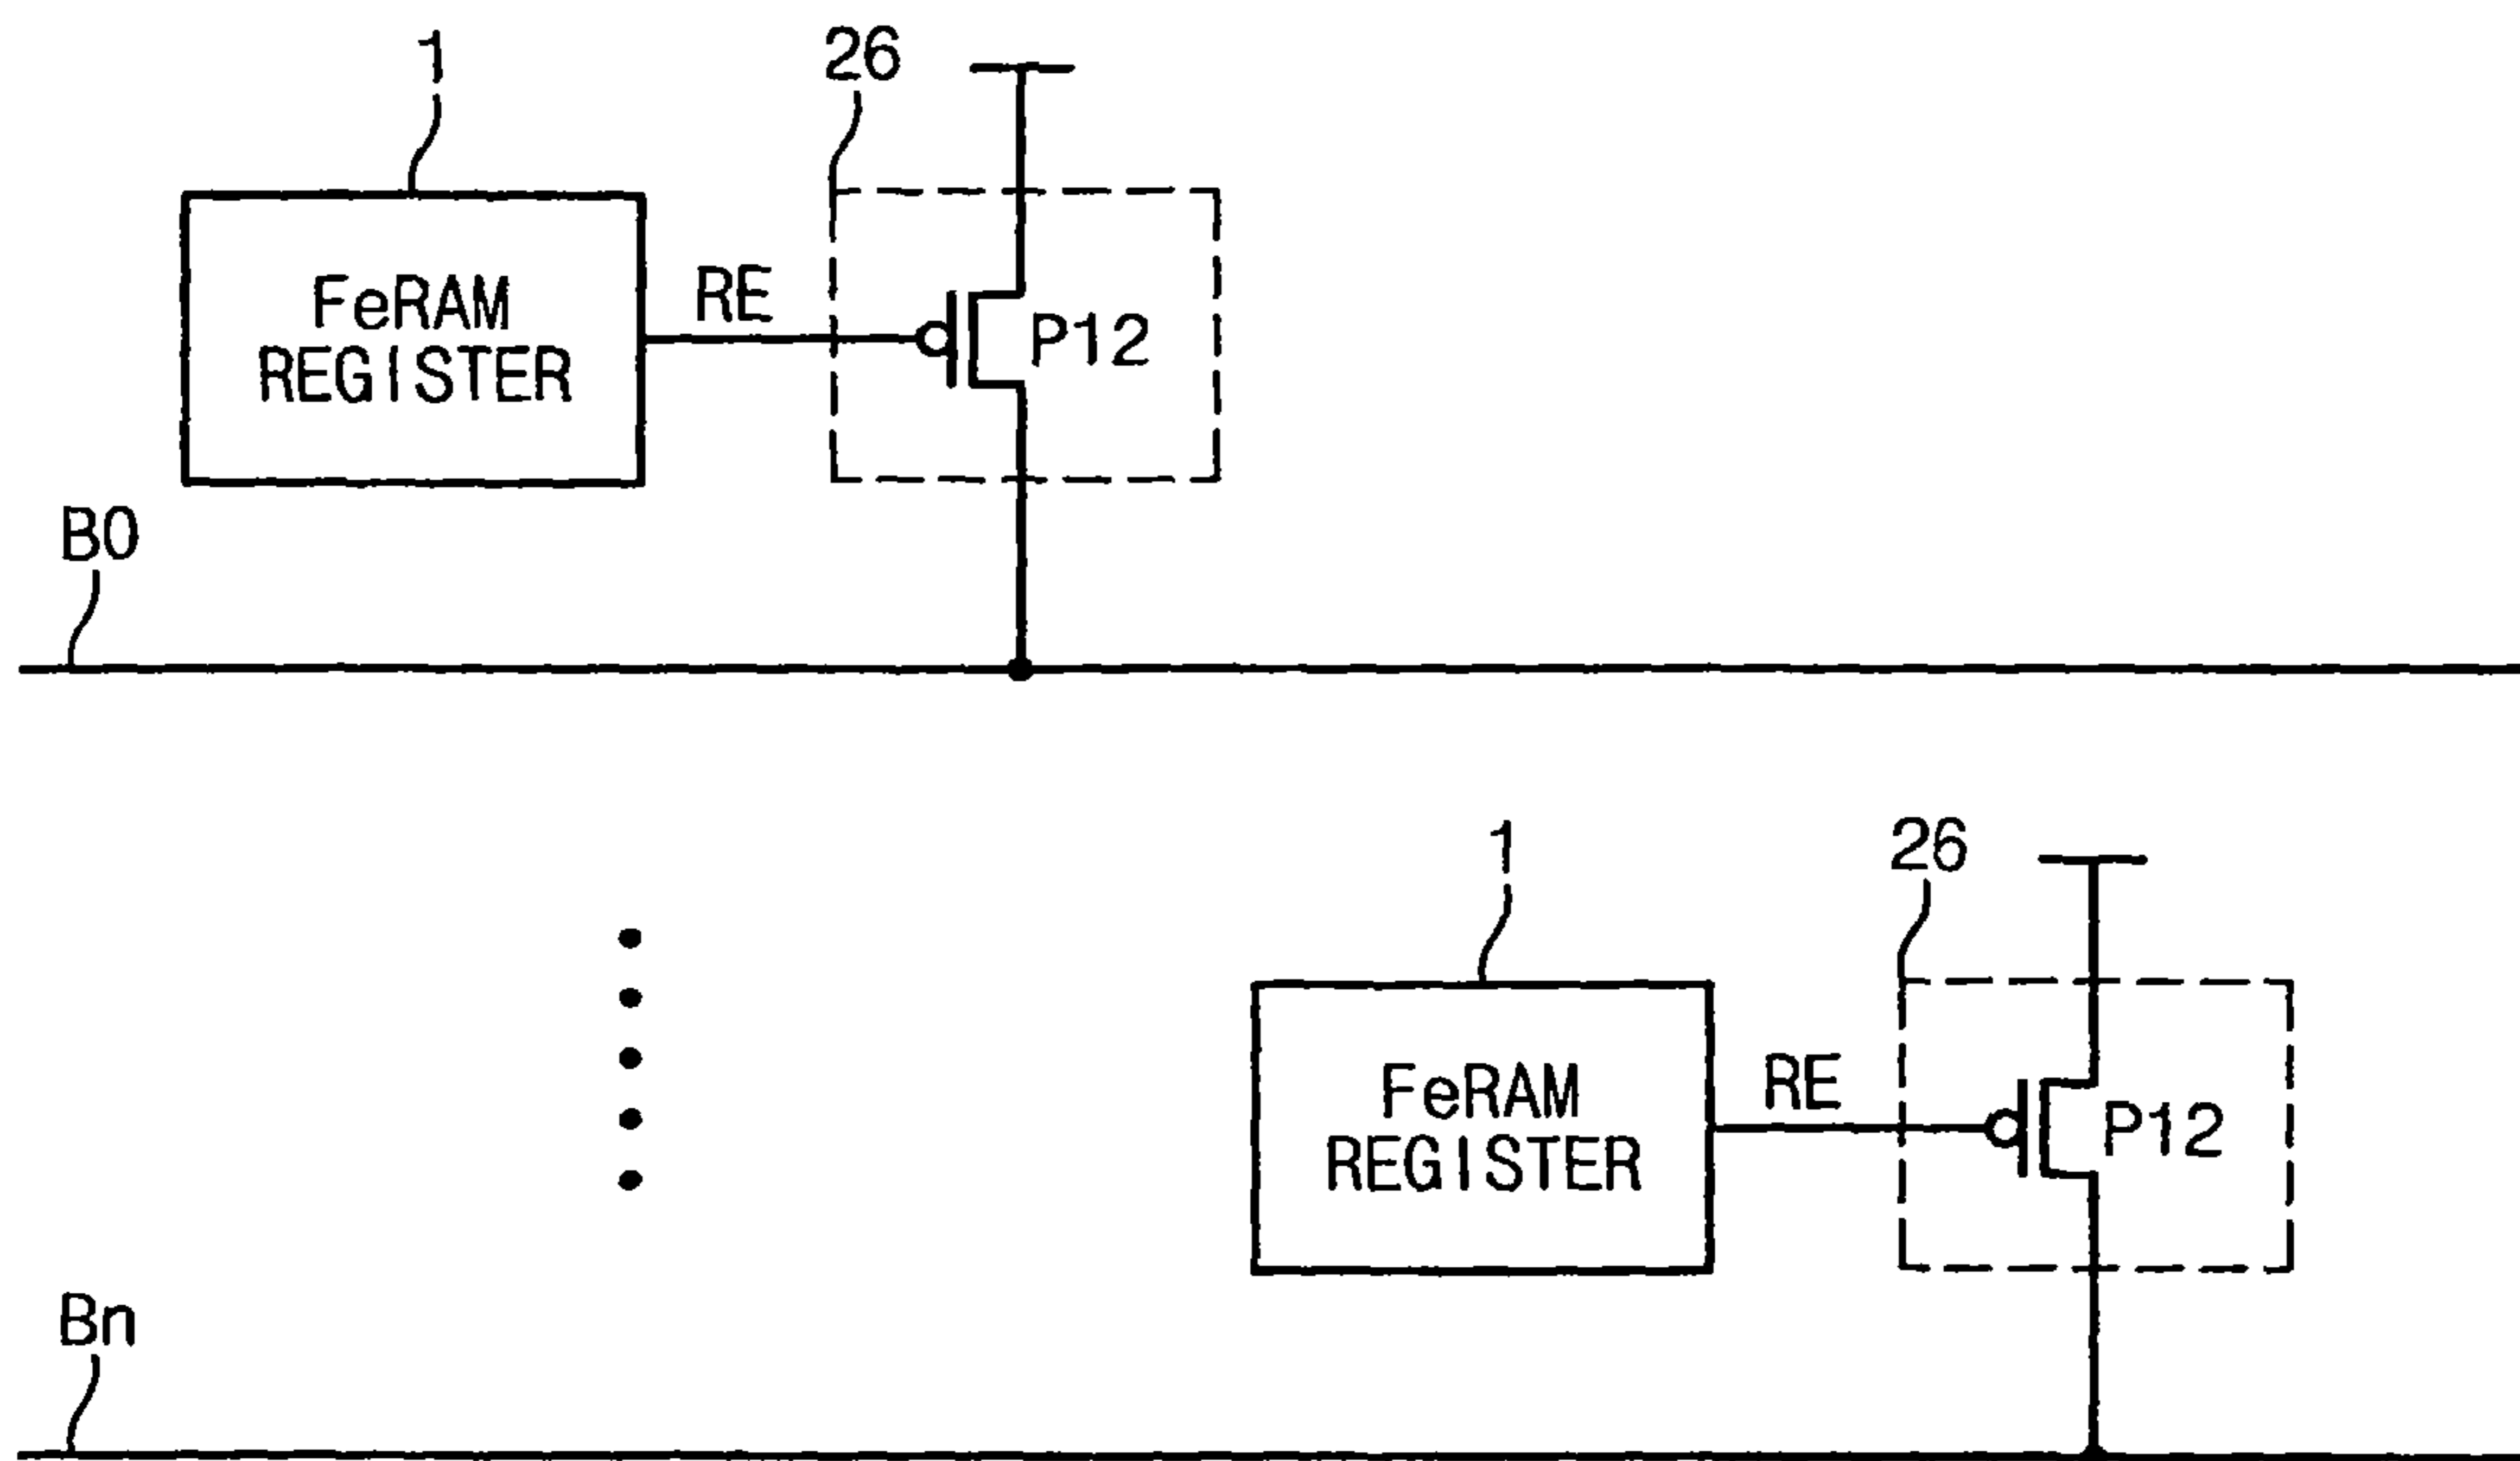 1
26
FeRAM
REGISTER
RE
P12
B0
1
26
FeRAM
REGISTER
RE
P12
Bn